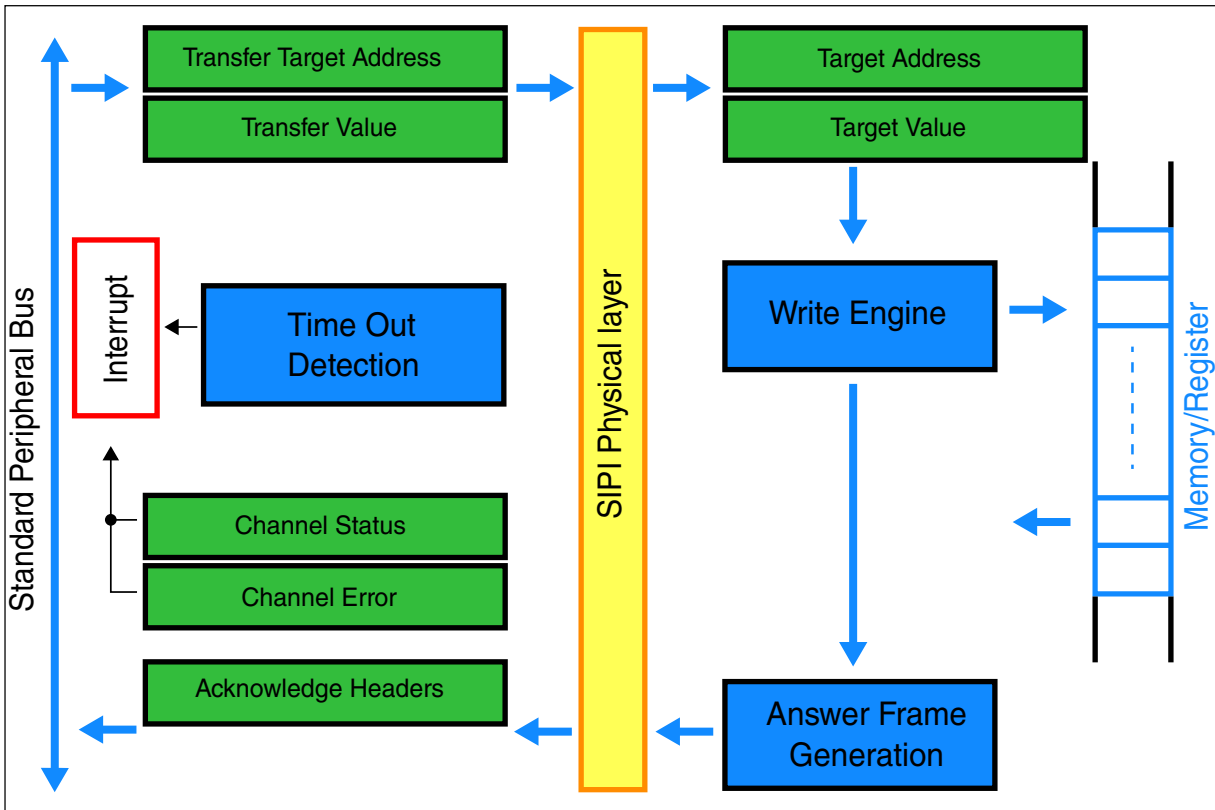 Transfer Target Address
Transfer Value
Target Address
Target Value
Standard Peripheral Bus
Interrupt
Time Out
Detection
SIPI Physical layer
Write Engine
Memory/Register
Channel Status
Channel Error
Acknowledge Headers
Answer Frame
Generation